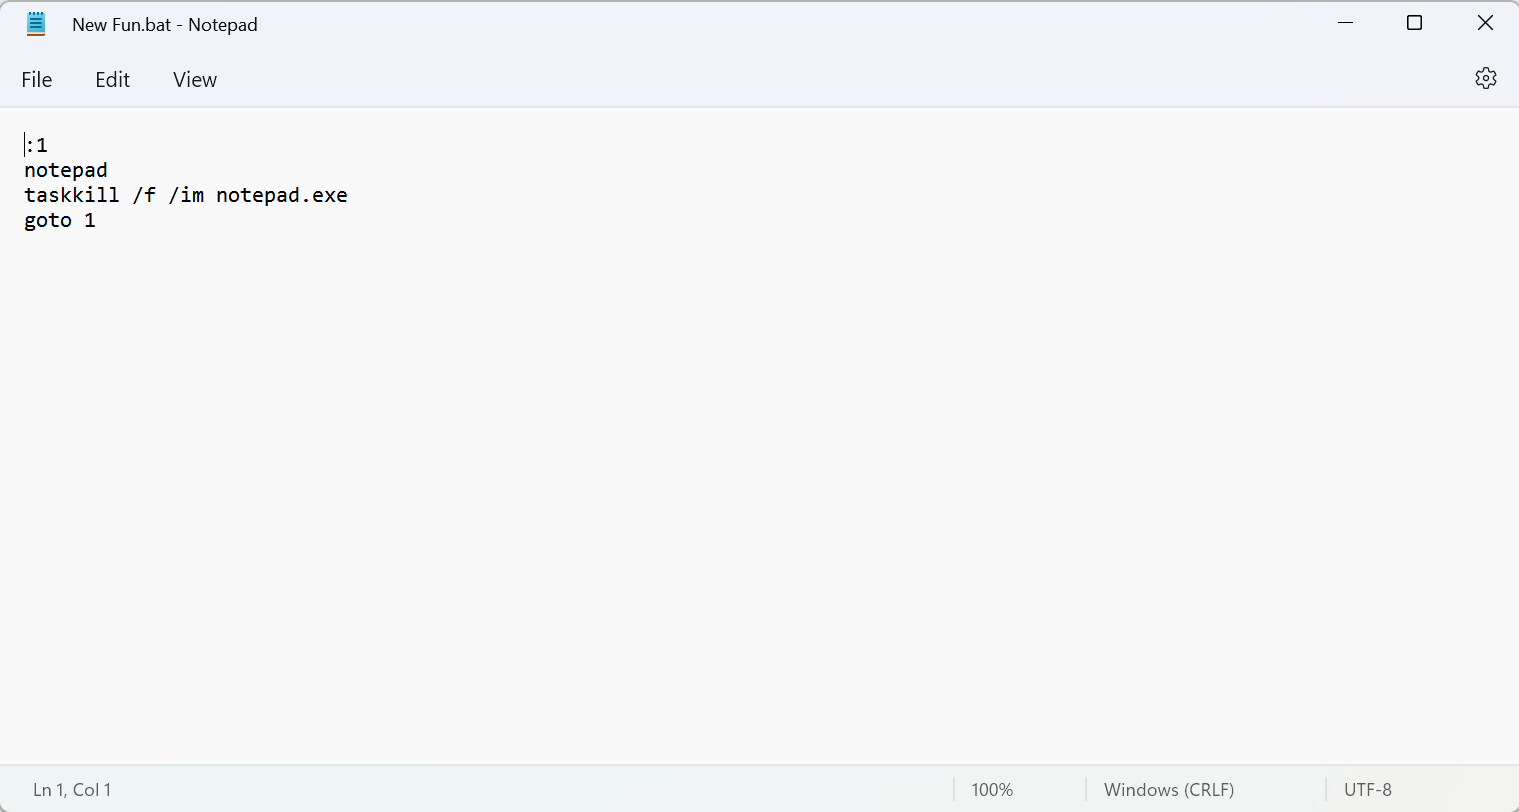 New Fun.bat - Notepad
File Edit View
:1
notepad
taskkill /f /im notepad.exe
goto 1
Ln 1, Col 1 100% Windows (CRLF) UTF-8